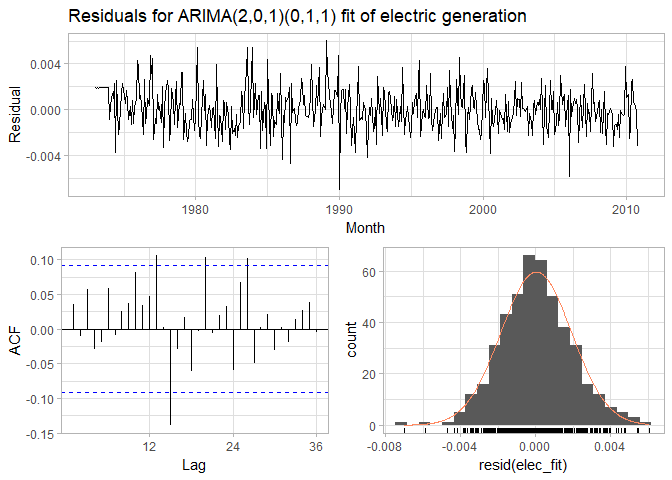 Residuals for ARIMA(2,0,1)(0,1,1) fit of electric generation
Residual
0.004
0.000
-0.004
1980 1990 2000 2010
Month
ACF
0.10
0.05
0.00
-0.05
-0.10
-0.15
12 24 36
Lag
count
60
40
20
0
-0.008 -0.004 0.000 0.004
resid(elec_fit)